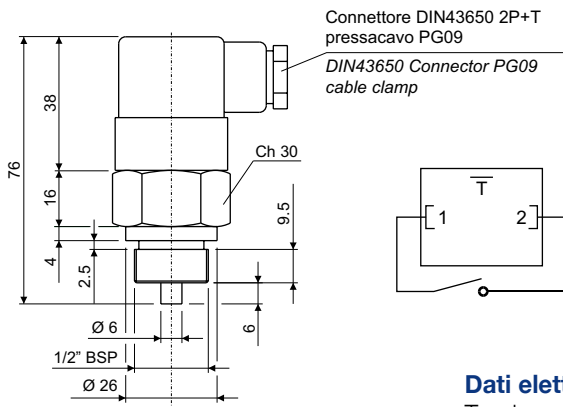 Connettore DIN43650 2P+T
pressacavo PG09
DIN43650 Connector PG09
cable clamp
38
76
Ch 30
16
9.5
4
2.5
6
Ø 6
1/2” BSP
Ø 26
T
1 2
Dati elett